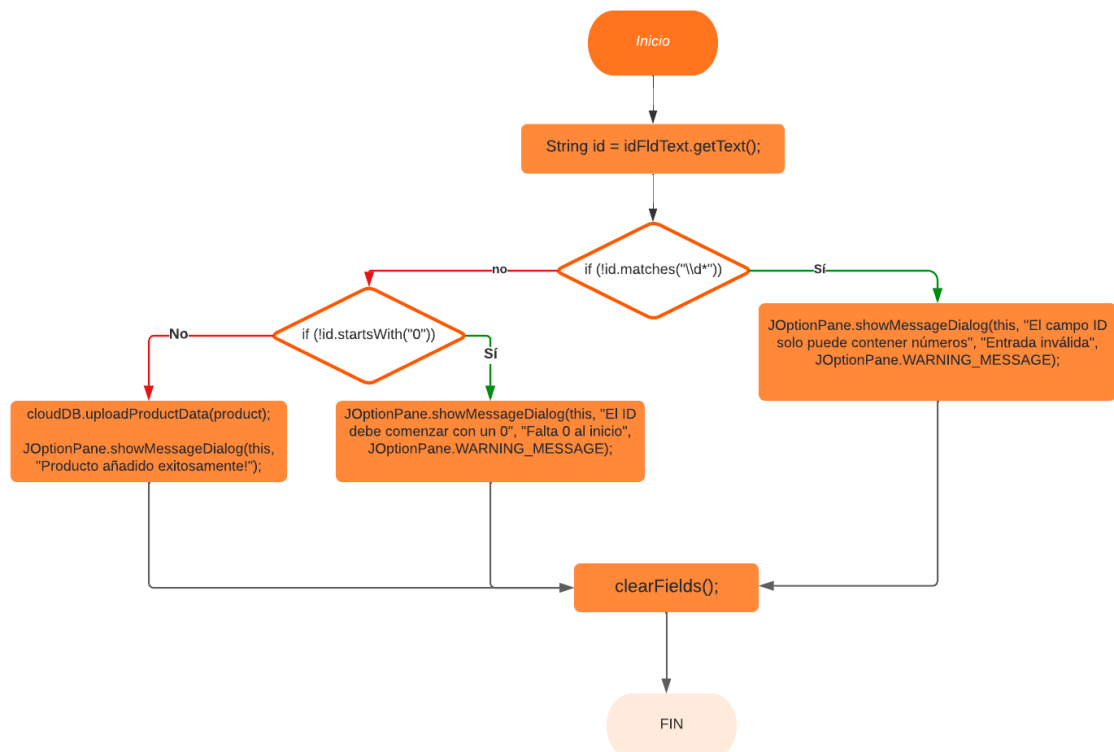 Inicio
String id = idFldText.getText();
if (!id.matches("\\d*"))
no
Sí
if (!id.startsWith("0"))
No
Sí
JOptionPane.showMessageDialog(this, "El campo ID
solo puede contener números", "Entrada inválida",
JOptionPane.WARNING_MESSAGE);
cloudDB.uploadProductData(product);
JOptionPane.showMessageDialog(this,
"Producto añadido exitosamente!");
JOptionPane.showMessageDialog(this, "El ID
debe comenzar con un 0", "Falta 0 al inicio",
JOptionPane.WARNING_MESSAGE);
clearFields();
FIN